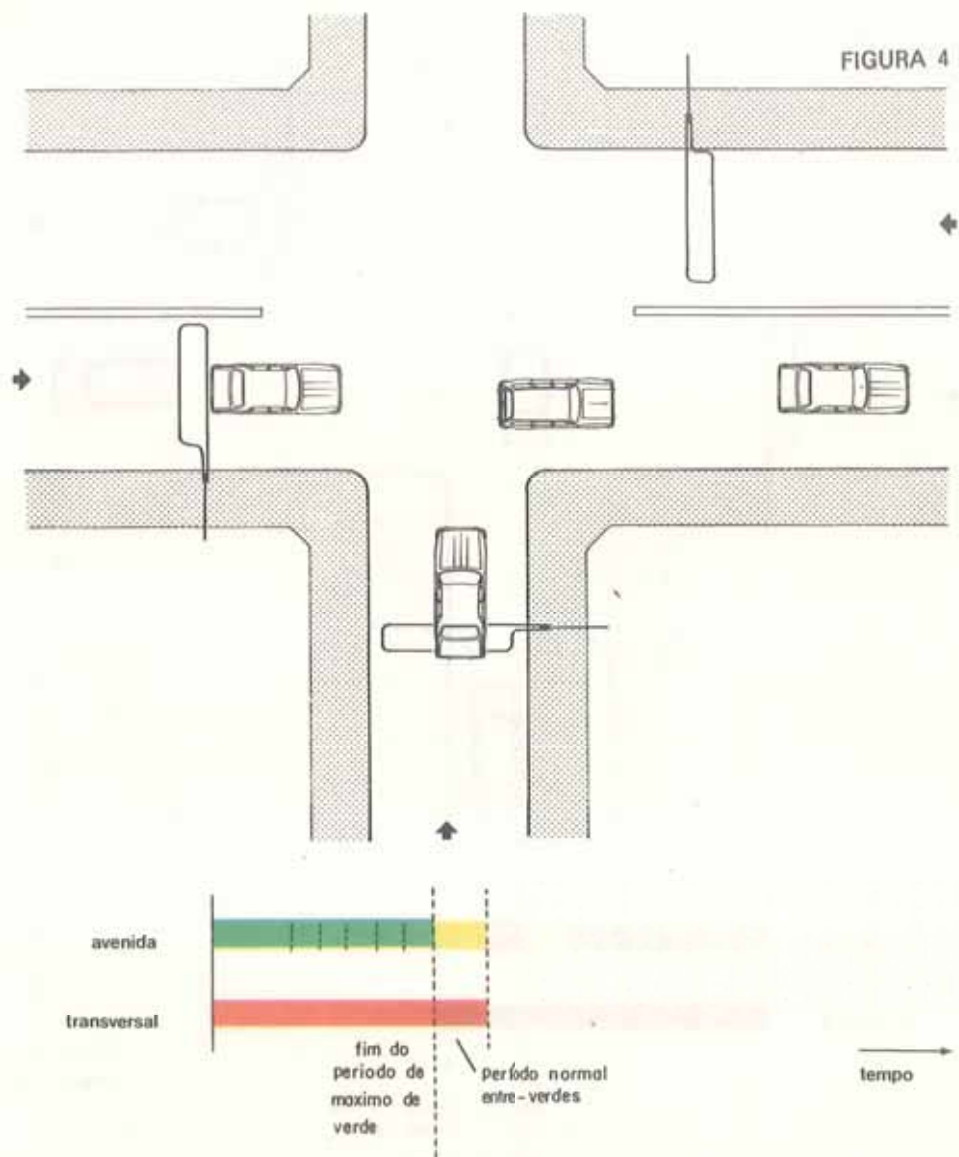 FIGURA 4
avenida
transversal
fim do
periodo de
maximo de
verde
período normal
entre-verdes
tempo